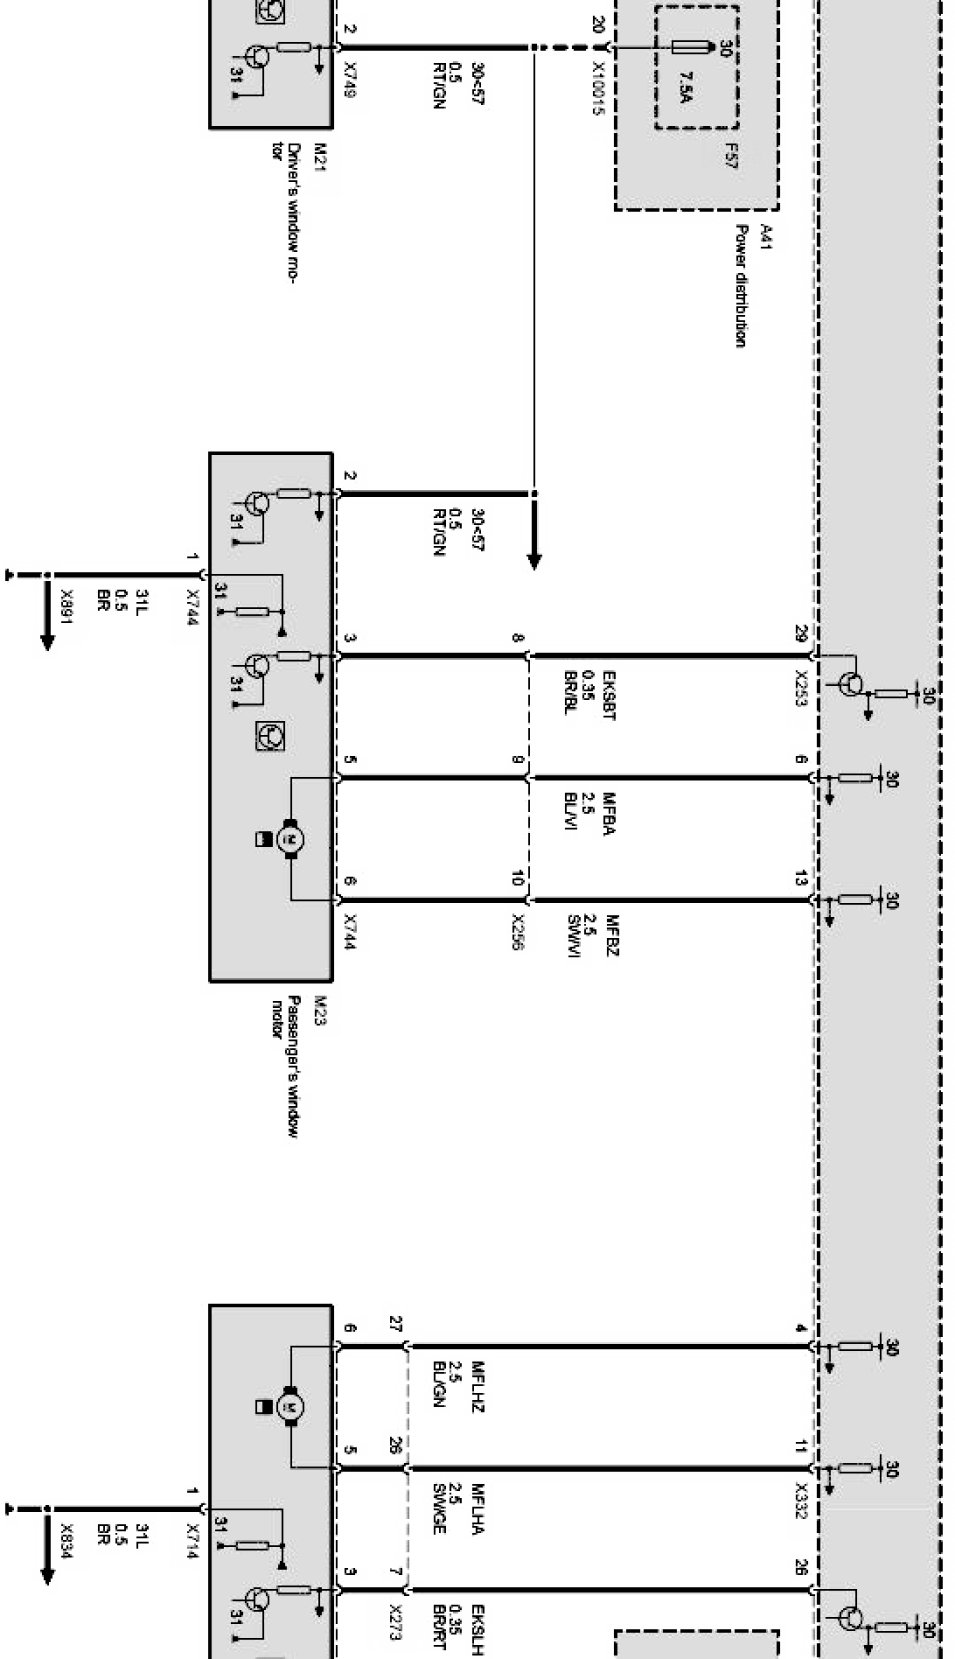 30
7.5A
F57
A41
Power distribution
20
X10015
30<57
0.5
RT/GN
2
X749
31
M21
Driver's window mo-
tor
30<57
0.5
RT/GN
2
31
1
X744
31L
0.5
BR
X891
31
30
29
X253
EKSBT
0.35
BR/BL
8
3
31
30
6
MFBA
2.5
BL/VI
9
5
M
30
13
MFBZ
2.5
SW/VI
10
X256
6
X744
M23
Passenger's window
motor
30
4
MFLHZ
2.5
BL/GN
27
6
M
30
11
X332
MFLHA
2.5
SW/GE
26
5
1
X714
31L
0.5
BR
X834
31
30
26
EKSLH
0.35
BR/RT
7
X273
3
31